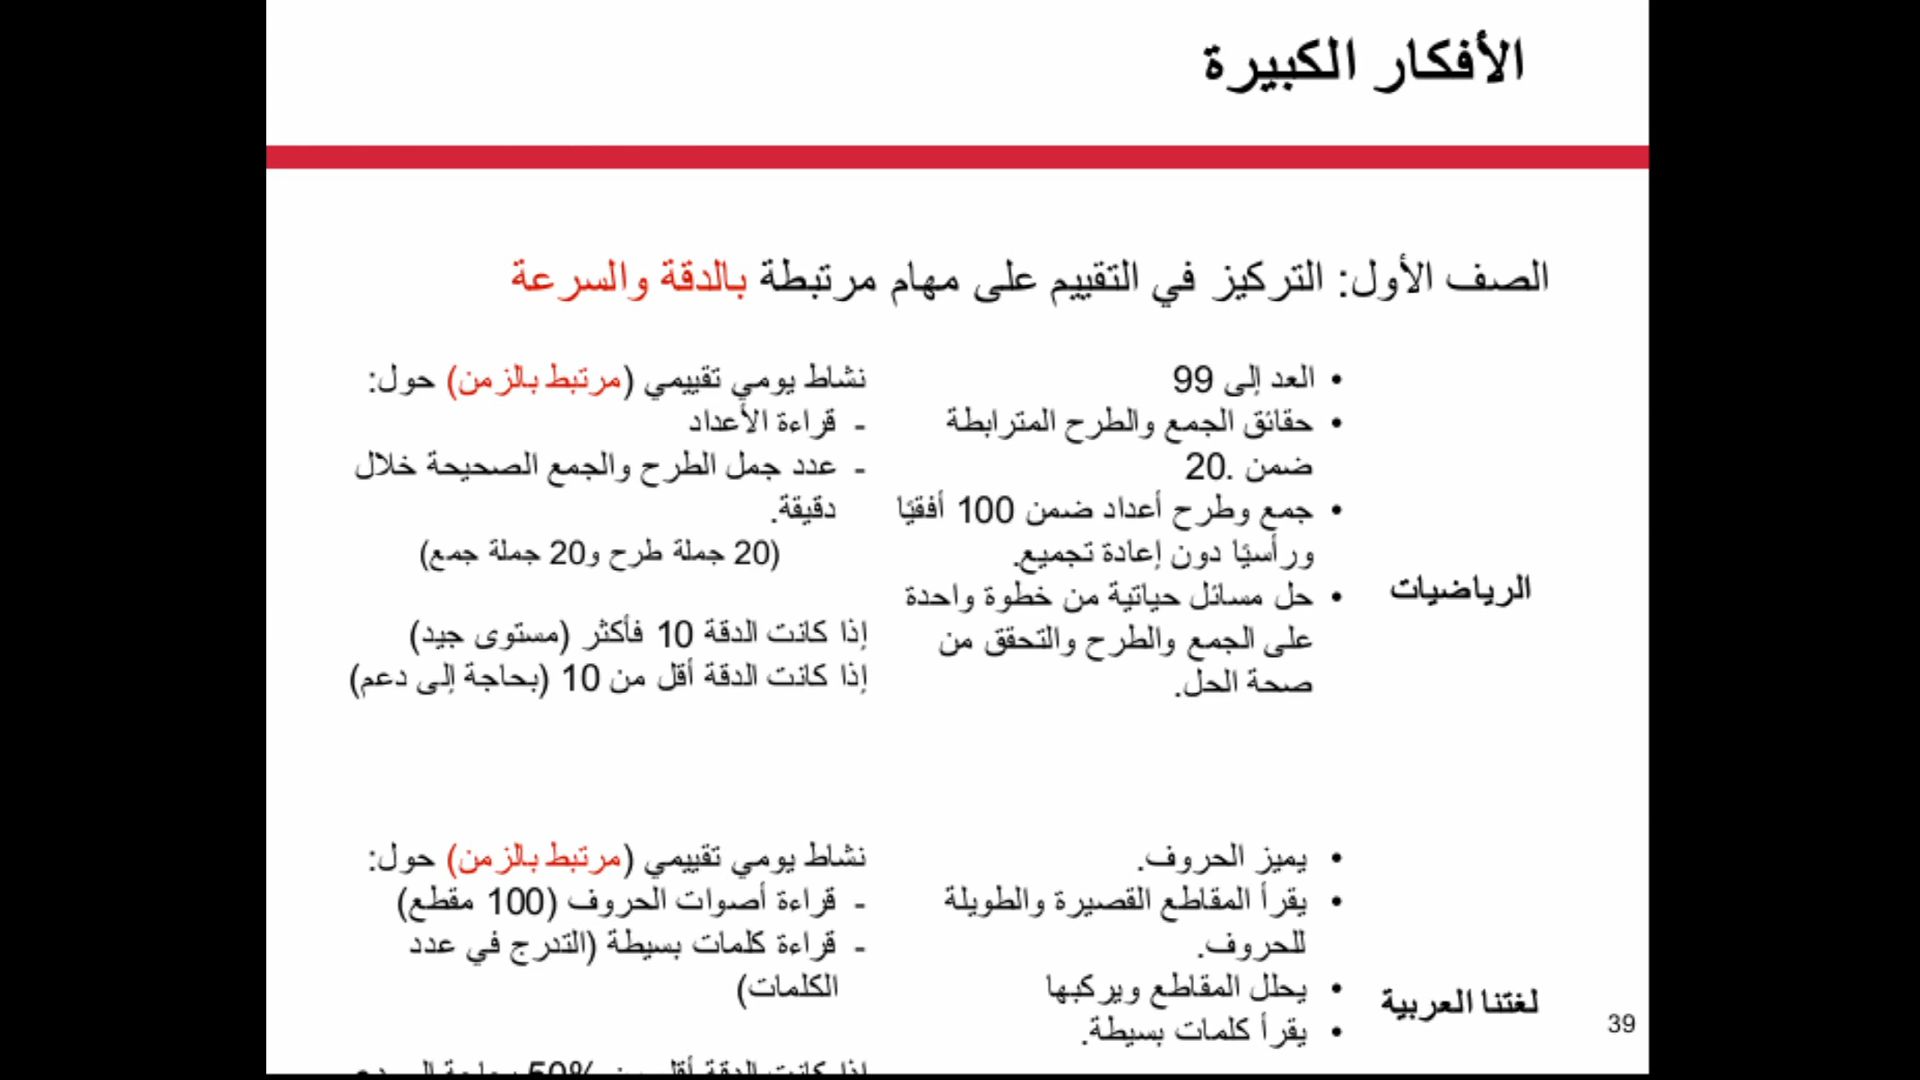 الأفكار الكبيرة
الصف الأول: التركيز في التقييم على مهام مرتبطة بالدقة والسرعة
الرياضيات
• العد إلى 99
• حقائق الجمع والطرح المترابطة
ضمن .20
• جمع وطرح أعداد ضمن 100 أفقيًا
ورأسيًا دون إعادة تجميع.
• حل مسائل حياتية من خطوة واحدة
على الجمع والطرح والتحقق من
صحة الحل.
نشاط يومي تقييمي (مرتبط بالزمن) حول:
- قراءة الأعداد
- عدد جمل الطرح والجمع الصحيحة خلال
دقيقة.
(20 جملة طرح و20 جملة جمع)
إذا كانت الدقة 10 فأكثر (مستوى جيد)
إذا كانت الدقة أقل من 10 (بحاجة إلى دعم)
لغتنا العربية
• يميز الحروف.
• يقرأ المقاطع القصيرة والطويلة
للحروف.
• يحلل المقاطع ويركبها
• يقرأ كلمات بسيطة.
نشاط يومي تقييمي (مرتبط بالزمن) حول:
- قراءة أصوات الحروف (100 مقطع)
- قراءة كلمات بسيطة (التدرج في عدد
الكلمات)
إذا كانت الدقة أقل من 50%
39